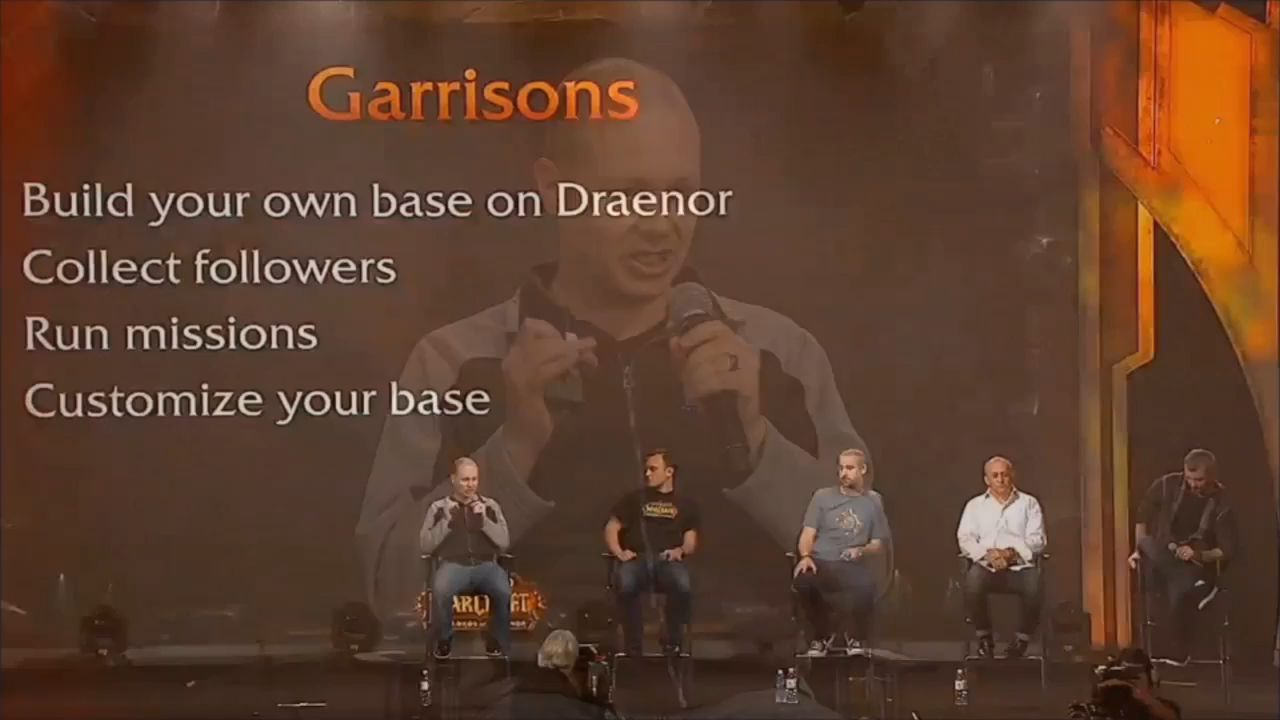 Garrisons
Build your own base on Draenor
Collect followers
Run missions
Customize your base